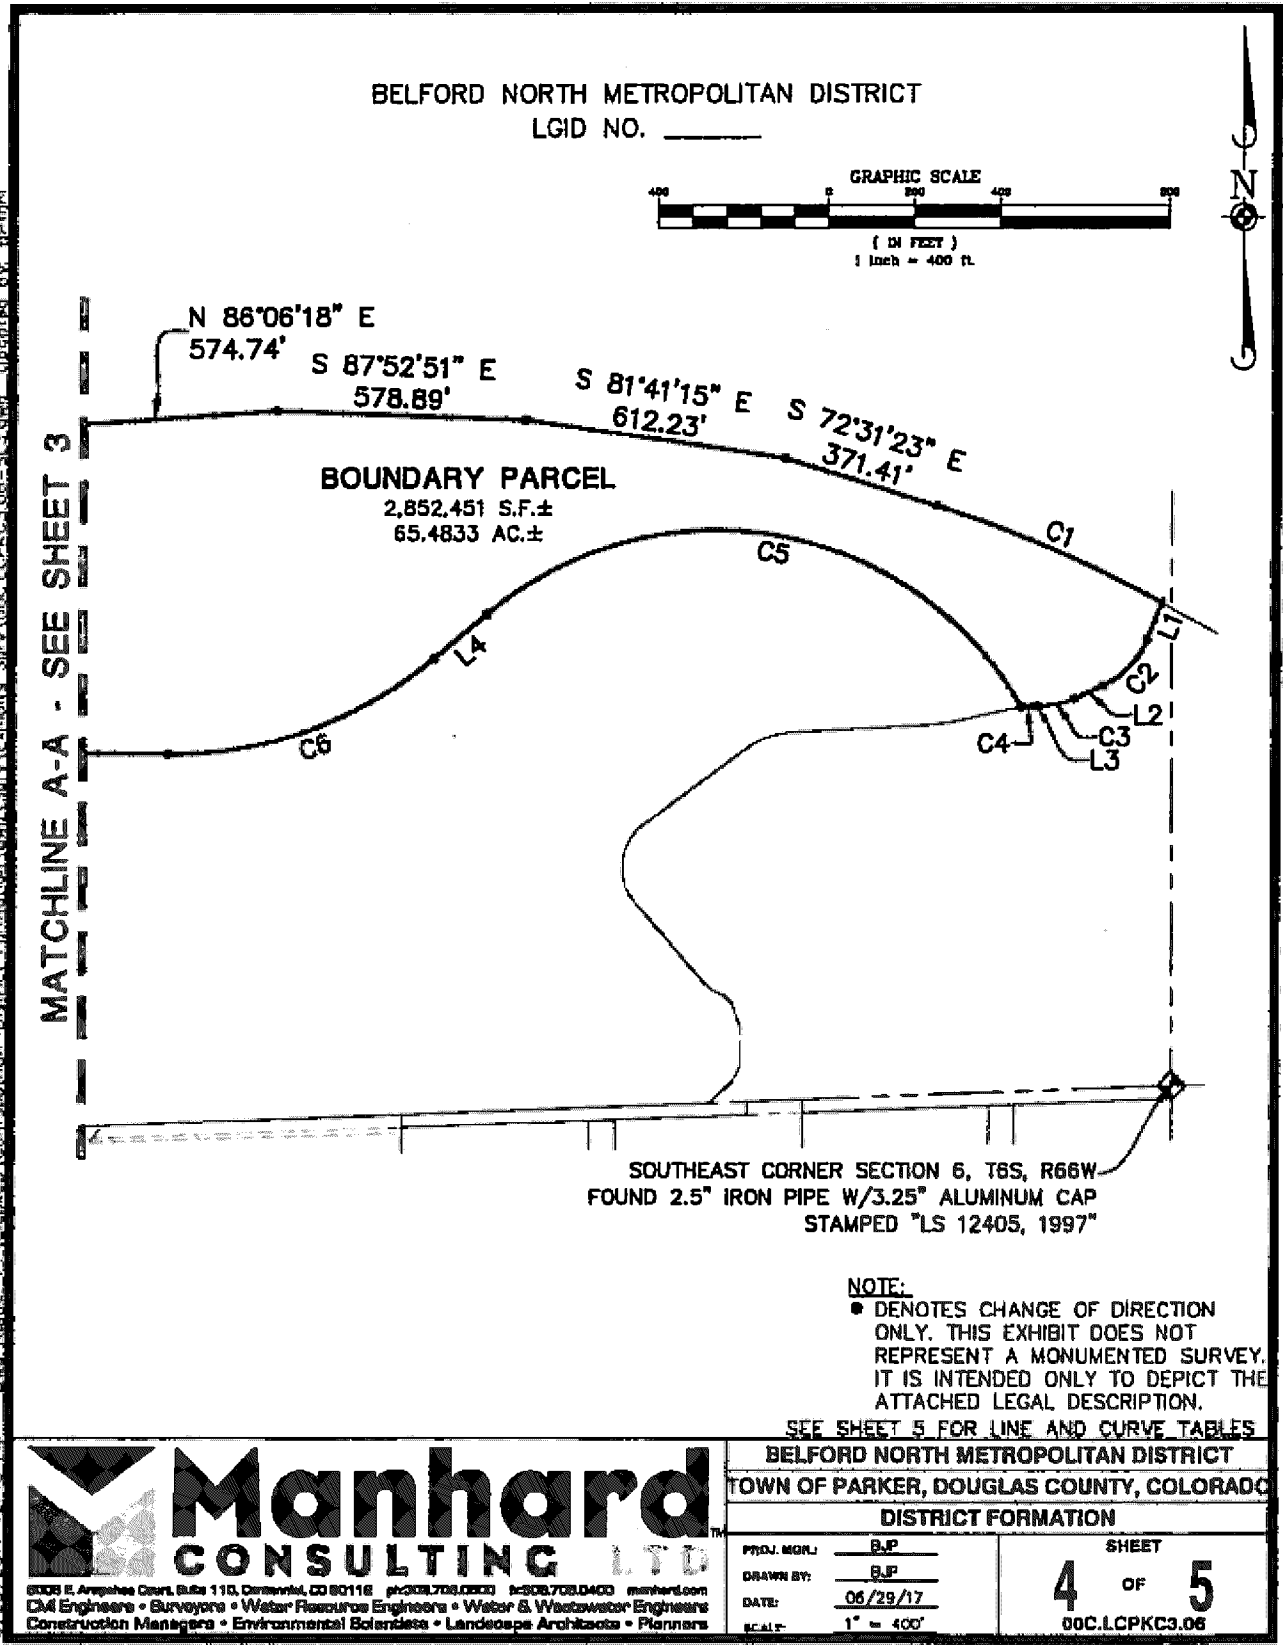 BELFORD NORTH METROPOLITAN DISTRICT
LGID NO. ________
GRAPHIC SCALE
400 0 200 400 800
( IN FEET )
1 inch = 400 ft.
N
N 86°06'18" E
574.74'
S 87°52'51" E
578.89'
S 81°41'15" E
612.23'
S 72°31'23" E
371.41'
BOUNDARY PARCEL
2,852,451 S.F.±
65.4833 AC.±
C1
C5
L1
C2
L4
L2
C3
C4
L3
C6
MATCHLINE A-A - SEE SHEET 3
SOUTHEAST CORNER SECTION 6, T6S, R66W
FOUND 2.5" IRON PIPE W/3.25" ALUMINUM CAP
STAMPED "LS 12405, 1997"
NOTE:
● DENOTES CHANGE OF DIRECTION
ONLY. THIS EXHIBIT DOES NOT
REPRESENT A MONUMENTED SURVEY.
IT IS INTENDED ONLY TO DEPICT THE
ATTACHED LEGAL DESCRIPTION.
SEE SHEET 5 FOR LINE AND CURVE TABLES
Manhard
TM
CONSULTING LTD
Civil Engineers • Surveyors • Water Resource Engineers • Water & Wastewater Engineers
Construction Managers • Environmental Scientists • Landscape Architects • Planners
BELFORD NORTH METROPOLITAN DISTRICT
TOWN OF PARKER, DOUGLAS COUNTY, COLORADO
DISTRICT FORMATION
PROJ. MGR.: BJP
DRAWN BY: BJP
DATE: 06/29/17
SCALE: 1" = 400'
SHEET
4 OF 5
00C.LCPKC3.06